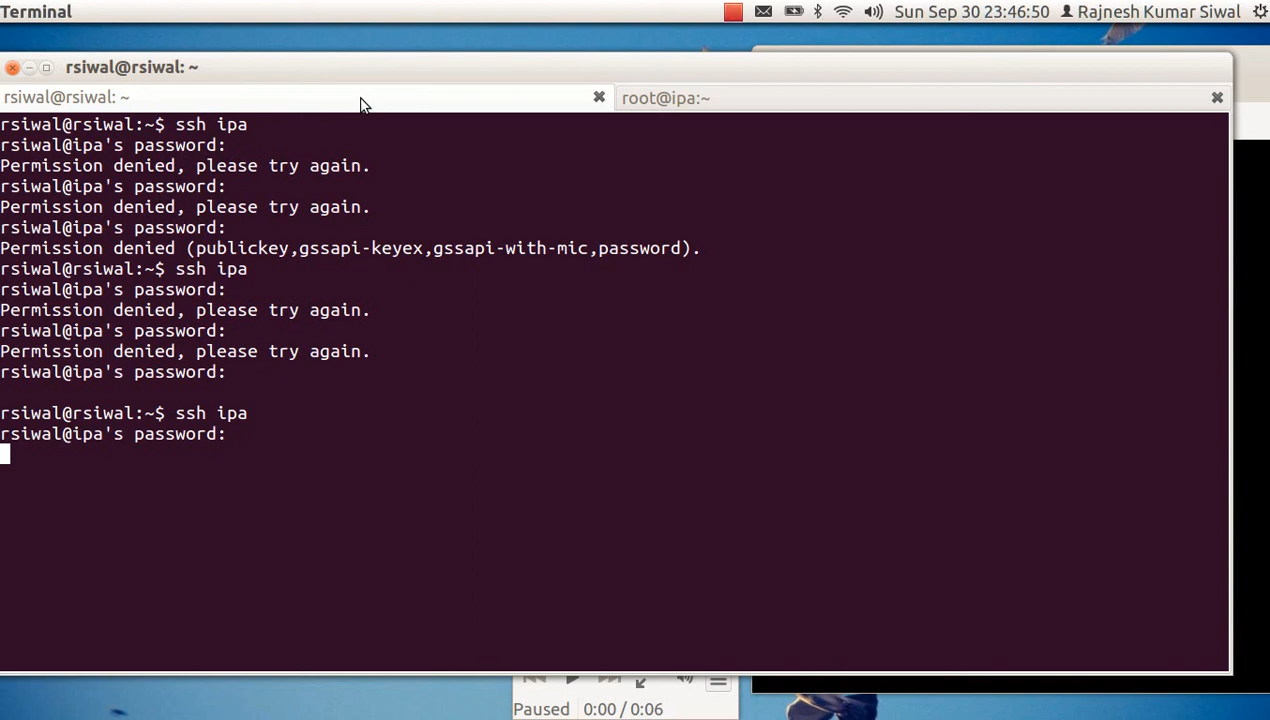 Terminal
Sun Sep 30 23:46:50
Rajnesh Kumar Siwal
rsiwal@rsiwal: ~
rsiwal@rsiwal: ~
root@ipa:~
rsiwal@rsiwal:~$ ssh ipa
rsiwal@ipa's password:
Permission denied, please try again.
rsiwal@ipa's password:
Permission denied, please try again.
rsiwal@ipa's password:
Permission denied (publickey,gssapi-keyex,gssapi-with-mic,password).
rsiwal@rsiwal:~$ ssh ipa
rsiwal@ipa's password:
Permission denied, please try again.
rsiwal@ipa's password:
Permission denied, please try again.
rsiwal@ipa's password:
rsiwal@rsiwal:~$ ssh ipa
rsiwal@ipa's password:
Paused
0:00 / 0:06